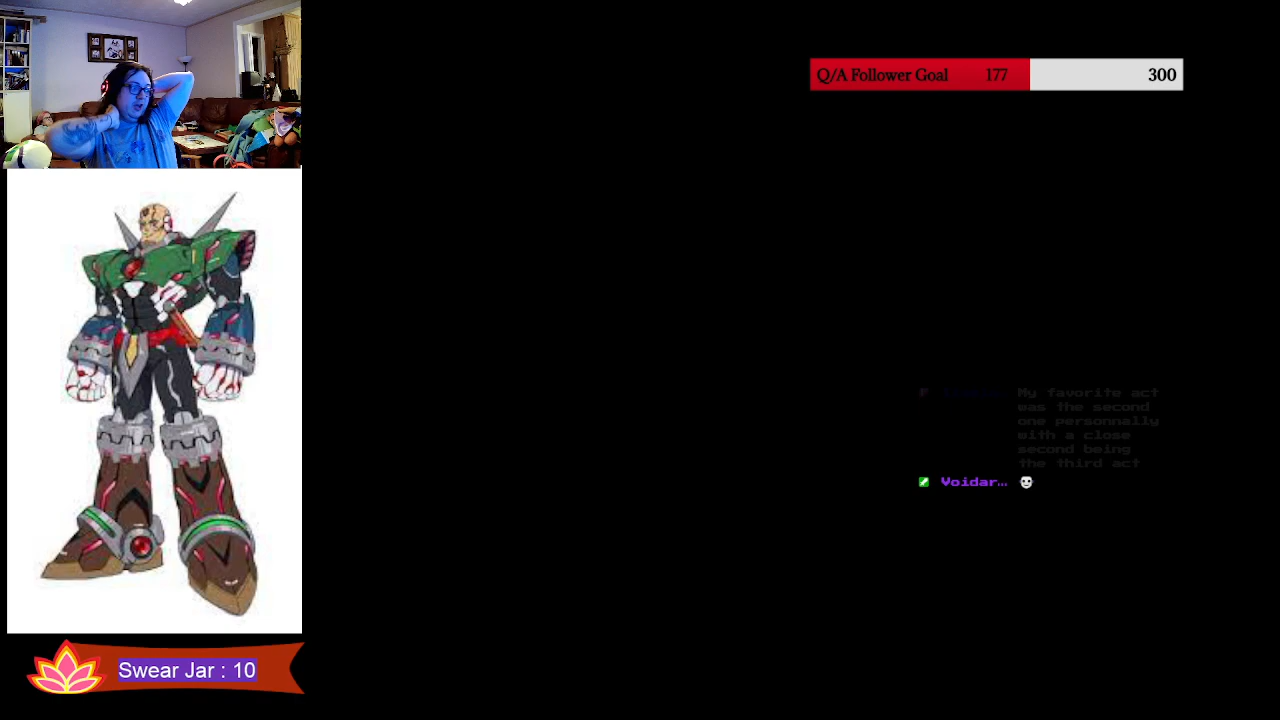 Q/A Follower Goal 177 300
My favorite act
was the second
one personnally
with a close
second being
the third act
Voidar...
Swear Jar : 10